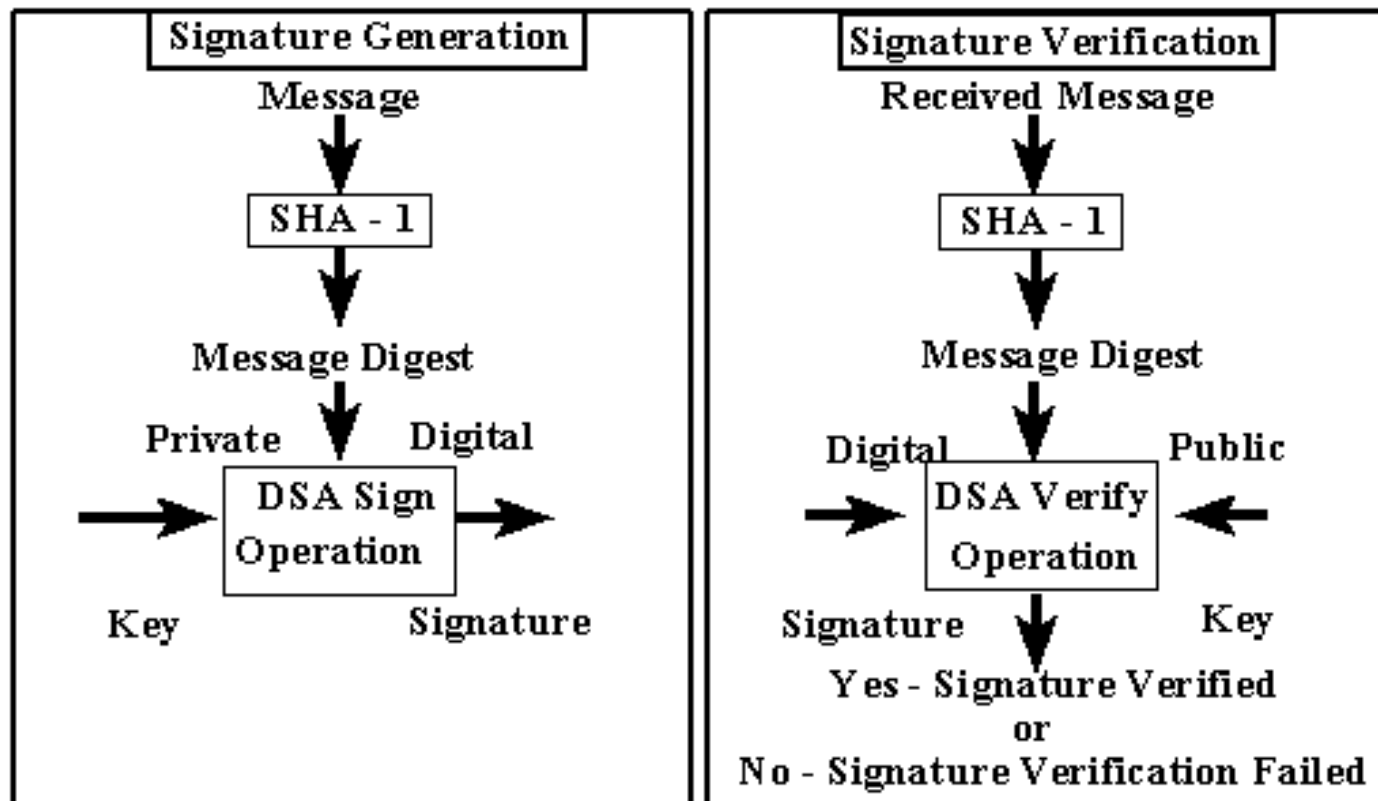 Signature Generation
Message
SHA - 1
Message Digest
Private
Digital
DSA Sign
Operation
Key
Signature
Signature Verification
Received Message
SHA - 1
Message Digest
Digital
Public
DSA Verify
Operation
Signature
Key
Yes - Signature Verified
or
No - Signature Verification Failed